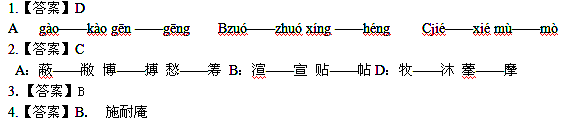 1.【答案】D
A gào——kào gēn ——gēng Bzuó——zhuó xíng ——héng Cjié——xié mù——mò
2.【答案】C
A：蔽——敝 博——搏 愁——筹 B：渲——宣 贴——帖 D：牧——沐 藆——摩
3.【答案】B
4.【答案】B． 施耐庵